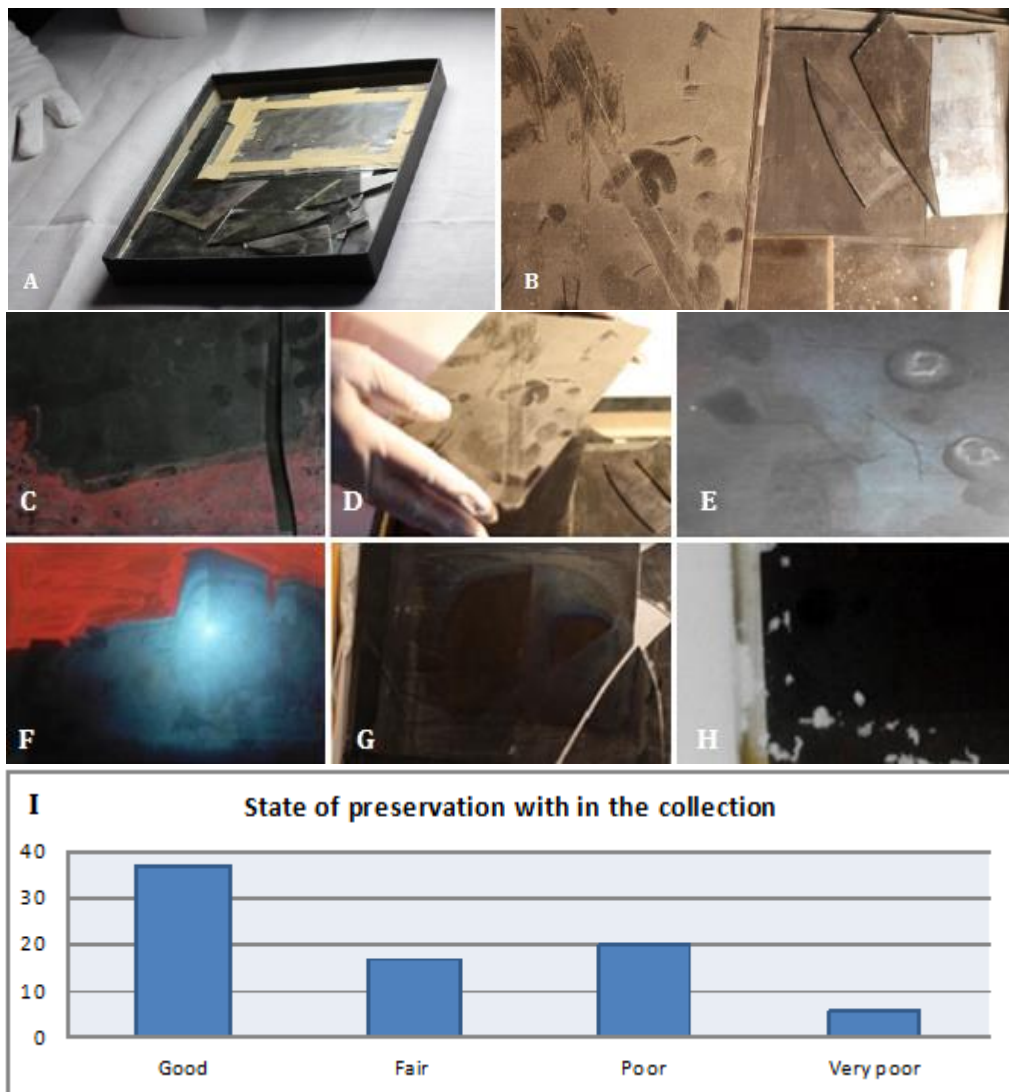 A
B
C
D
E
F
G
H
I
State of preservation with in the collection
40
30
20
10
0
Good Fair Poor Very poor